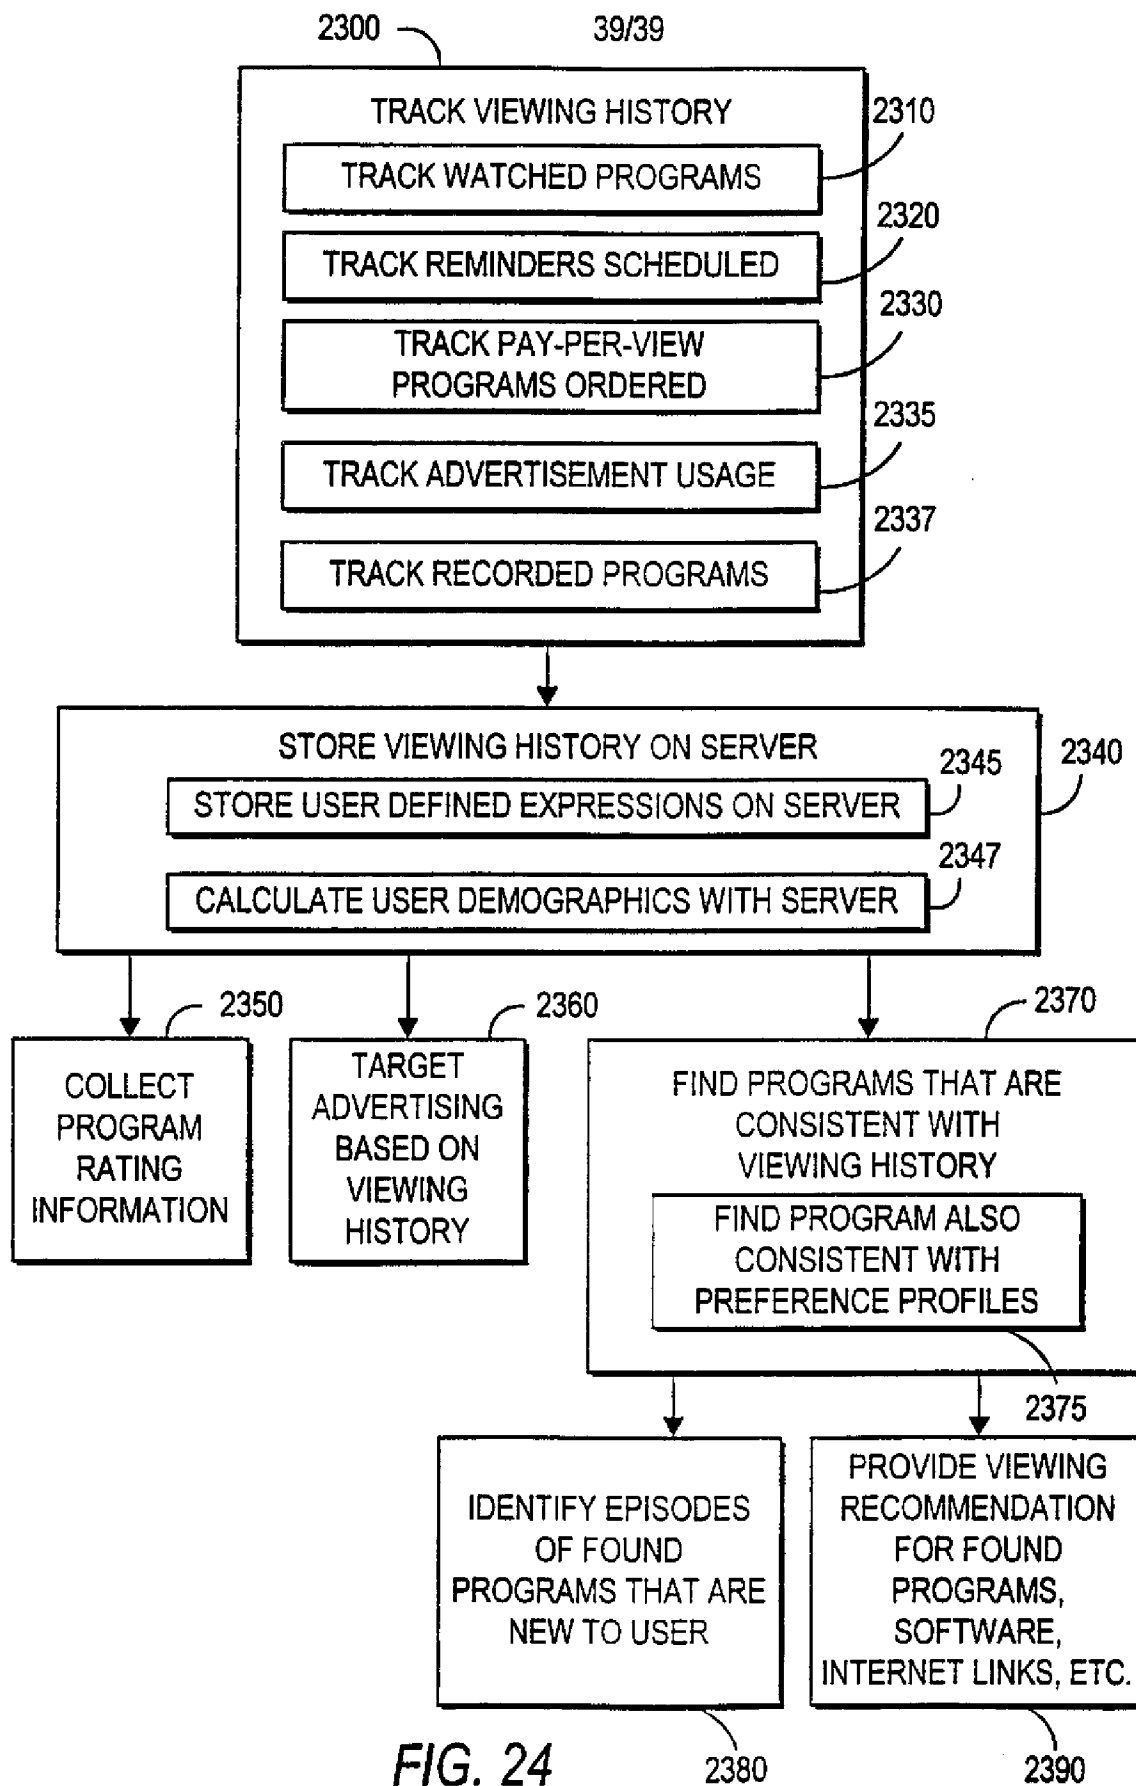 2300
39/39
TRACK VIEWING HISTORY
2310
TRACK WATCHED PROGRAMS
2320
TRACK REMINDERS SCHEDULED
2330
TRACK PAY-PER-VIEW
PROGRAMS ORDERED
2335
TRACK ADVERTISEMENT USAGE
2337
TRACK RECORDED PROGRAMS
STORE VIEWING HISTORY ON SERVER
2345
2340
STORE USER DEFINED EXPRESSIONS ON SERVER
2347
CALCULATE USER DEMOGRAPHICS WITH SERVER
2350
COLLECT
PROGRAM
RATING
INFORMATION
2360
TARGET
ADVERTISING
BASED ON
VIEWING
HISTORY
2370
FIND PROGRAMS THAT ARE
CONSISTENT WITH
VIEWING HISTORY
FIND PROGRAM ALSO
CONSISTENT WITH
PREFERENCE PROFILES
2375
IDENTIFY EPISODES
OF FOUND
PROGRAMS THAT ARE
NEW TO USER
2380
PROVIDE VIEWING
RECOMMENDATION
FOR FOUND
PROGRAMS,
SOFTWARE,
INTERNET LINKS, ETC.
2390
FIG. 24